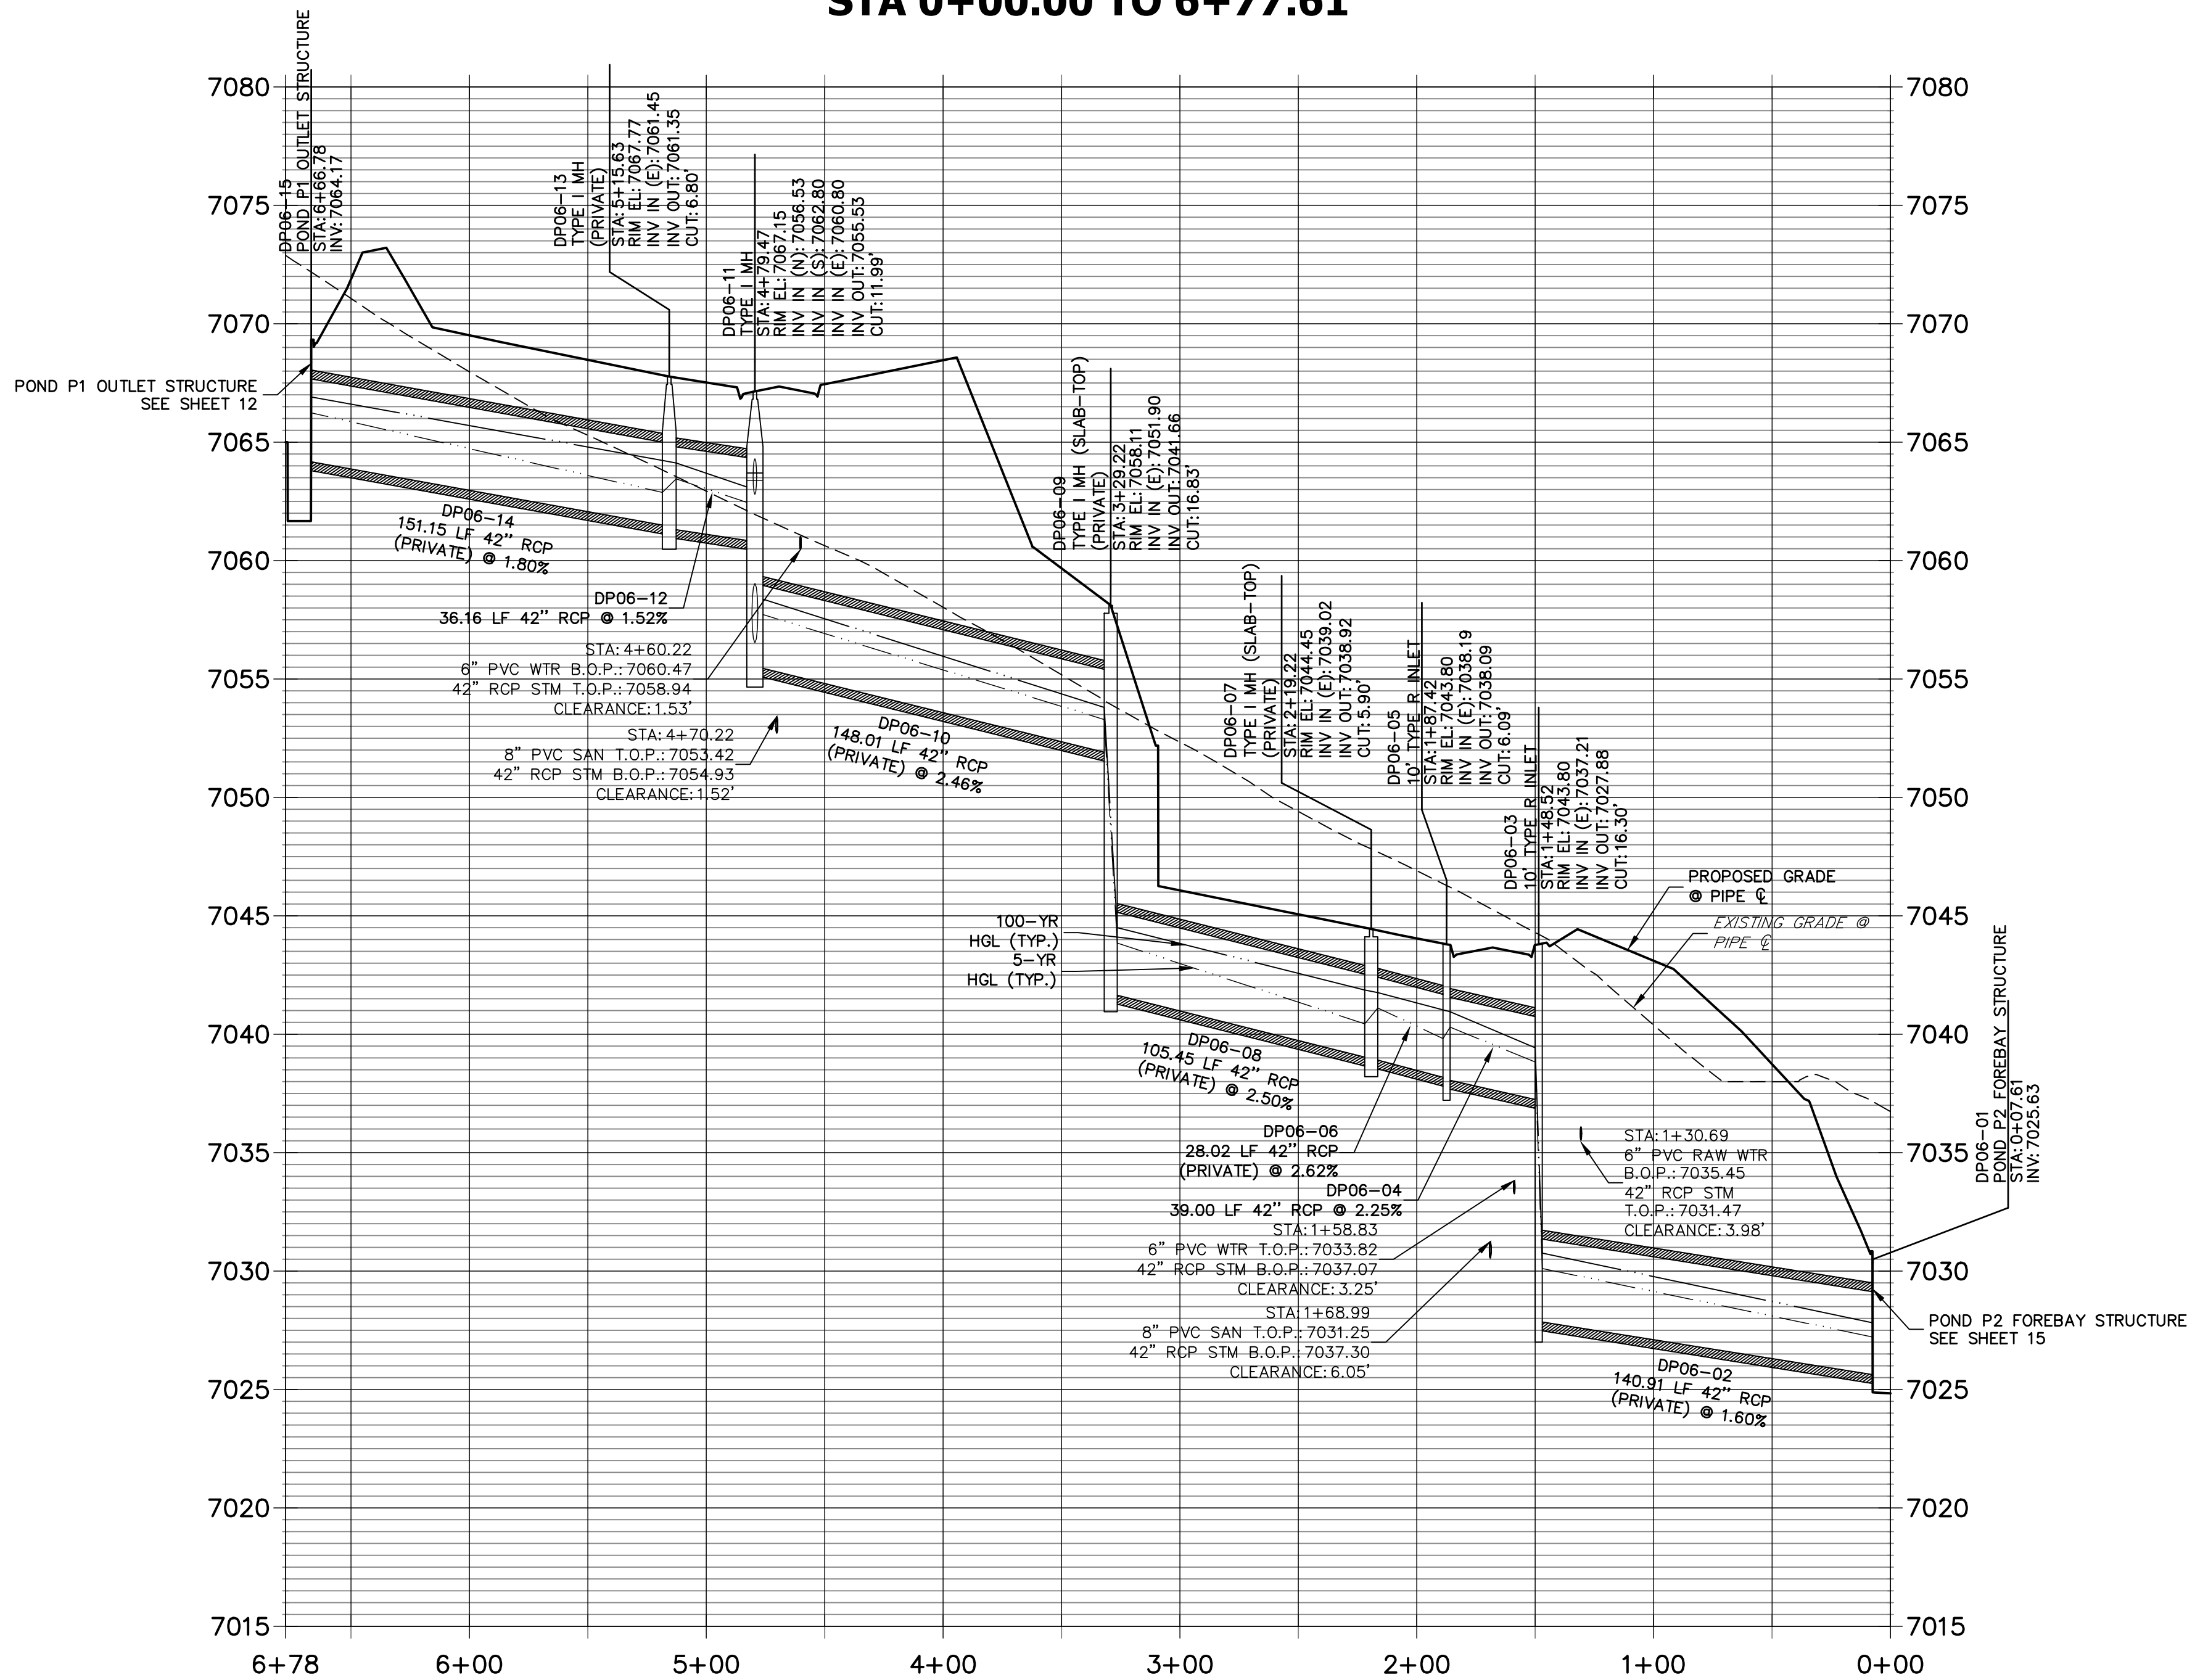 STA 0+00.00 TO 6+77.61
7080
7075
7070
7065
7060
7055
7050
7045
7040
7035
7030
7025
7020
7015
DP06-15
POND P1 OUTLET STRUCTURE
STA:6+66.78
INV:7064.17
POND P1 OUTLET STRUCTURE
SEE SHEET 12
DP06-13
TYPE I MH
(PRIVATE)
STA:5+15.63
RIM EL:7067.77
INV IN (E):7061.45
INV OUT:7061.35
CUT:6.80'
DP06-11
TYPE I MH
STA:4+79.47
RIM EL:7067.15
INV IN (N):7056.53
INV IN (S):7062.80
INV IN (E):7060.80
INV OUT:7055.53
CUT:11.99'
DP06-14
151.15 LF 42" RCP
(PRIVATE) @ 1.80%
DP06-12
36.16 LF 42" RCP @ 1.52%
STA:4+60.22
6" PVC WTR B.O.P.:7060.47
42" RCP STM T.O.P.:7058.94
CLEARANCE:1.53'
STA:4+70.22
8" PVC SAN T.O.P.:7053.42
42" RCP STM B.O.P.:7054.93
CLEARANCE:1.52'
DP06-10
148.01 LF 42" RCP
(PRIVATE) @ 2.46%
DP06-09
TYPE I MH (SLAB-TOP)
(PRIVATE)
STA:3+29.22
RIM EL:7058.11
INV IN (E):7051.90
INV OUT:7041.66
CUT:16.83'
DP06-07
TYPE I MH (SLAB-TOP)
(PRIVATE)
STA:2+19.22
RIM EL:7044.45
INV IN (E):7039.02
INV OUT:7038.92
CUT:5.90'
DP06-05
10' TYPE R INLET
STA:1+87.42
RIM EL:7043.80
INV IN (E):7038.19
INV OUT:7038.09
CUT:6.09'
DP06-03
10' TYPE R INLET
STA:1+48.52
RIM EL:7043.80
INV IN (E):7037.21
INV OUT:7027.88
CUT:16.30'
PROPOSED GRADE
@ PIPE ℄
EXISTING GRADE @
PIPE ℄
100-YR
HGL (TYP.)
5-YR
HGL (TYP.)
DP06-08
105.45 LF 42" RCP
(PRIVATE) @ 2.50%
DP06-06
28.02 LF 42" RCP
(PRIVATE) @ 2.62%
DP06-04
39.00 LF 42" RCP @ 2.25%
STA:1+58.83
6" PVC WTR T.O.P.:7033.82
42" RCP STM B.O.P.:7037.07
CLEARANCE:3.25'
STA:1+68.99
8" PVC SAN T.O.P.:7031.25
42" RCP STM B.O.P.:7037.30
CLEARANCE:6.05'
STA:1+30.69
6" PVC RAW WTR
B.O.P.:7035.45
42" RCP STM
T.O.P.:7031.47
CLEARANCE:3.98'
DP06-01
POND P2 FOREBAY STRUCTURE
STA:0+07.61
INV:7025.63
POND P2 FOREBAY STRUCTURE
SEE SHEET 15
DP06-02
140.91 LF 42" RCP
(PRIVATE) @ 1.60%
7080
7075
7070
7065
7060
7055
7050
7045
7040
7035
7030
7025
7020
7015
6+78 6+00 5+00 4+00 3+00 2+00 1+00 0+00